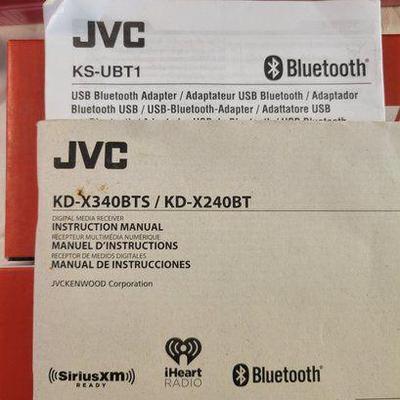 JVC
KS-UBT1
Bluetooth®
USB Bluetooth Adapter / Adaptateur USB Bluetooth / Adaptador
Bluetooth USB / USB-Bluetooth-Adapter / Adattatore USB
JVC
KD-X340BTS / KD-X240BT
DIGITAL MEDIA RECEIVER
INSTRUCTION MANUAL
RÉCEPTEUR MULTIMÉDIA NUMÉRIQUE
MANUEL D'INSTRUCTIONS
RECEPTOR DE MEDIOS DIGITALES
MANUAL DE INSTRUCCIONES
JVCKENWOOD Corporation
((SiriusXM))
READY
iHeart
RADIO
Bluetooth®